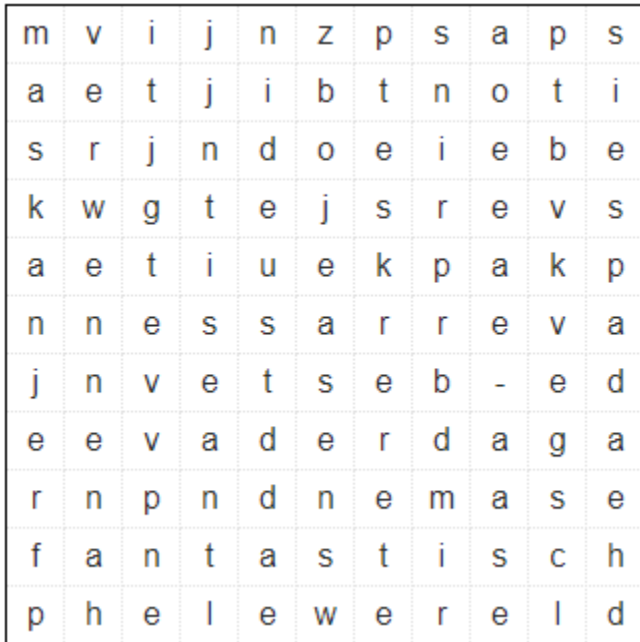 m v i j n z p s a p s
a e t j i b t n o t i
s r j n d o e i e b e
k w g t e j s r e v s
a e t i u e k p a k p
n n e s s a r r e v a
j n v e t s e b - e d
e e v a d e r d a g a
r n p n d n e m a s e
f a n t a s t i s c h
p h e l e w e r e l d